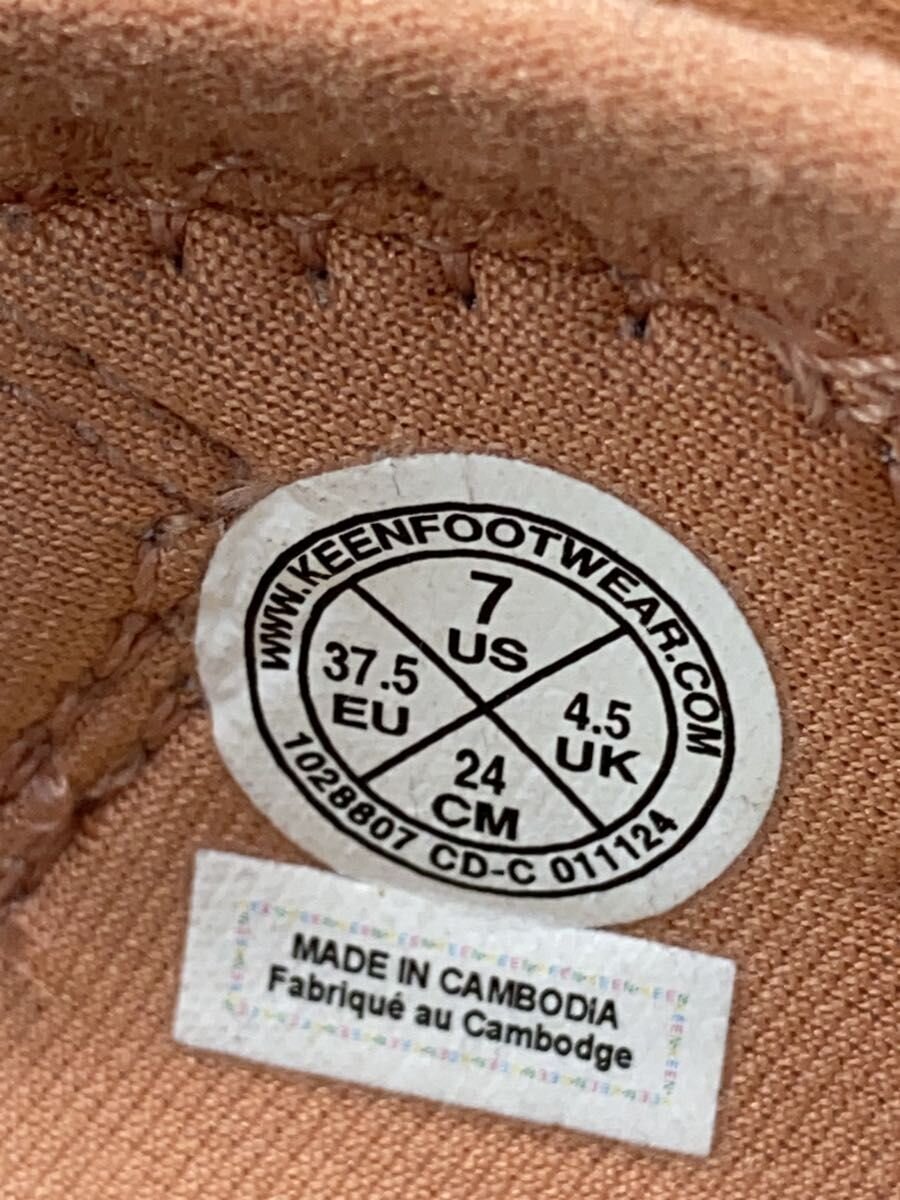 WWW.KEENFOOTWEAR.COM
7
US
37.5
EU
4.5
UK
24
CM
1028807 CD-C 011124
MADE IN CAMBODiA
Fabriqué au Cambodge